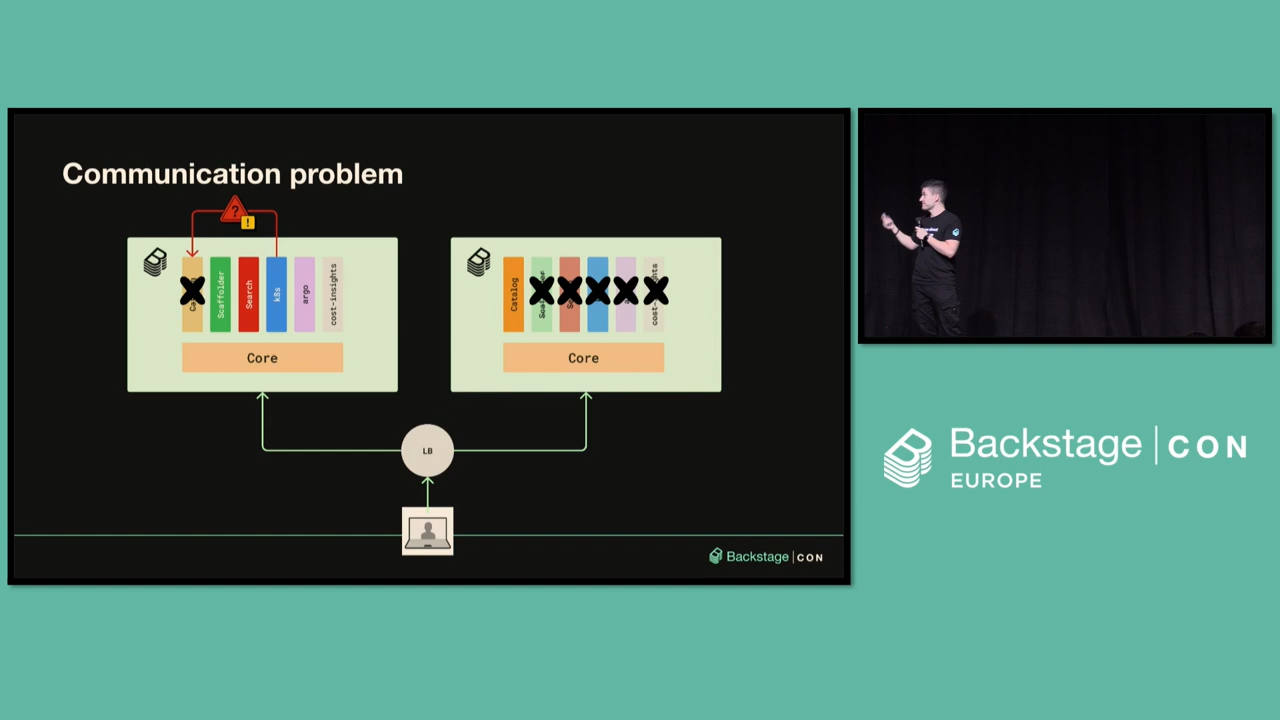 Communication problem
?
!
Scaffolder
Search
k8s
argo
cost-insights
Core
Catalog
Core
LB
Backstage | CON
Backstage | CON
EUROPE